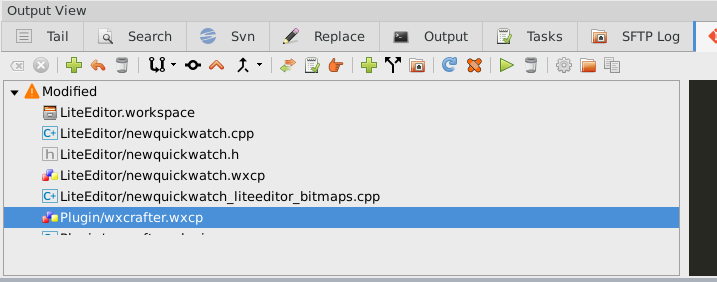 Output View
Tail Search Svn Replace Output Tasks SFTP Log
Modified
LiteEditor.workspace
LiteEditor/newquickwatch.cpp
LiteEditor/newquickwatch.h
LiteEditor/newquickwatch.wxcp
LiteEditor/newquickwatch_liteeditor_bitmaps.cpp
Plugin/wxcrafter.wxcp